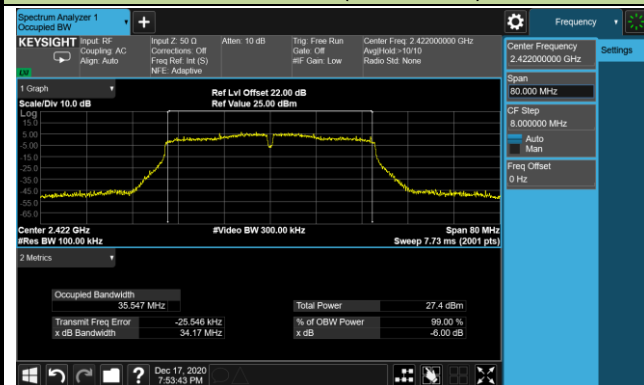 Spectrum Analyzer 1
Occupied BW
+
Frequency
KEYSIGHT
Input: RF
Coupling: AC
Align: Auto
Input Z: 50 Ω
Corrections: Off
Freq Ref: Int (S)
NFE: Adaptive
Atten: 10 dB
Trig: Free Run
Gate: Off
#IF Gain: Low
Center Freq: 2.422000000 GHz
Avg|Hold:>10/10
Radio Std: None
LV
Center Frequency
2.422000000 GHz
Settings
Span
80.000 MHz
CF Step
8.000000 MHz
Auto
Man
Freq Offset
0 Hz
1 Graph
Scale/Div 10.0 dB
Ref Lvl Offset 22.00 dB
Ref Value 25.00 dBm
Log
15.0
5.00
-5.00
-15.0
-25.0
-35.0
-45.0
-55.0
-65.0
Center 2.422 GHz
#Video BW 300.00 kHz
Span 80 MHz
#Res BW 100.00 kHz
Sweep 7.73 ms (2001 pts)
2 Metrics
Occupied Bandwidth
35.547 MHz
Total Power 27.4 dBm
Transmit Freq Error -25.546 kHz
% of OBW Power 99.00 %
x dB Bandwidth 34.17 MHz
x dB -6.00 dB
?
Dec 17, 2020
7:53:43 PM